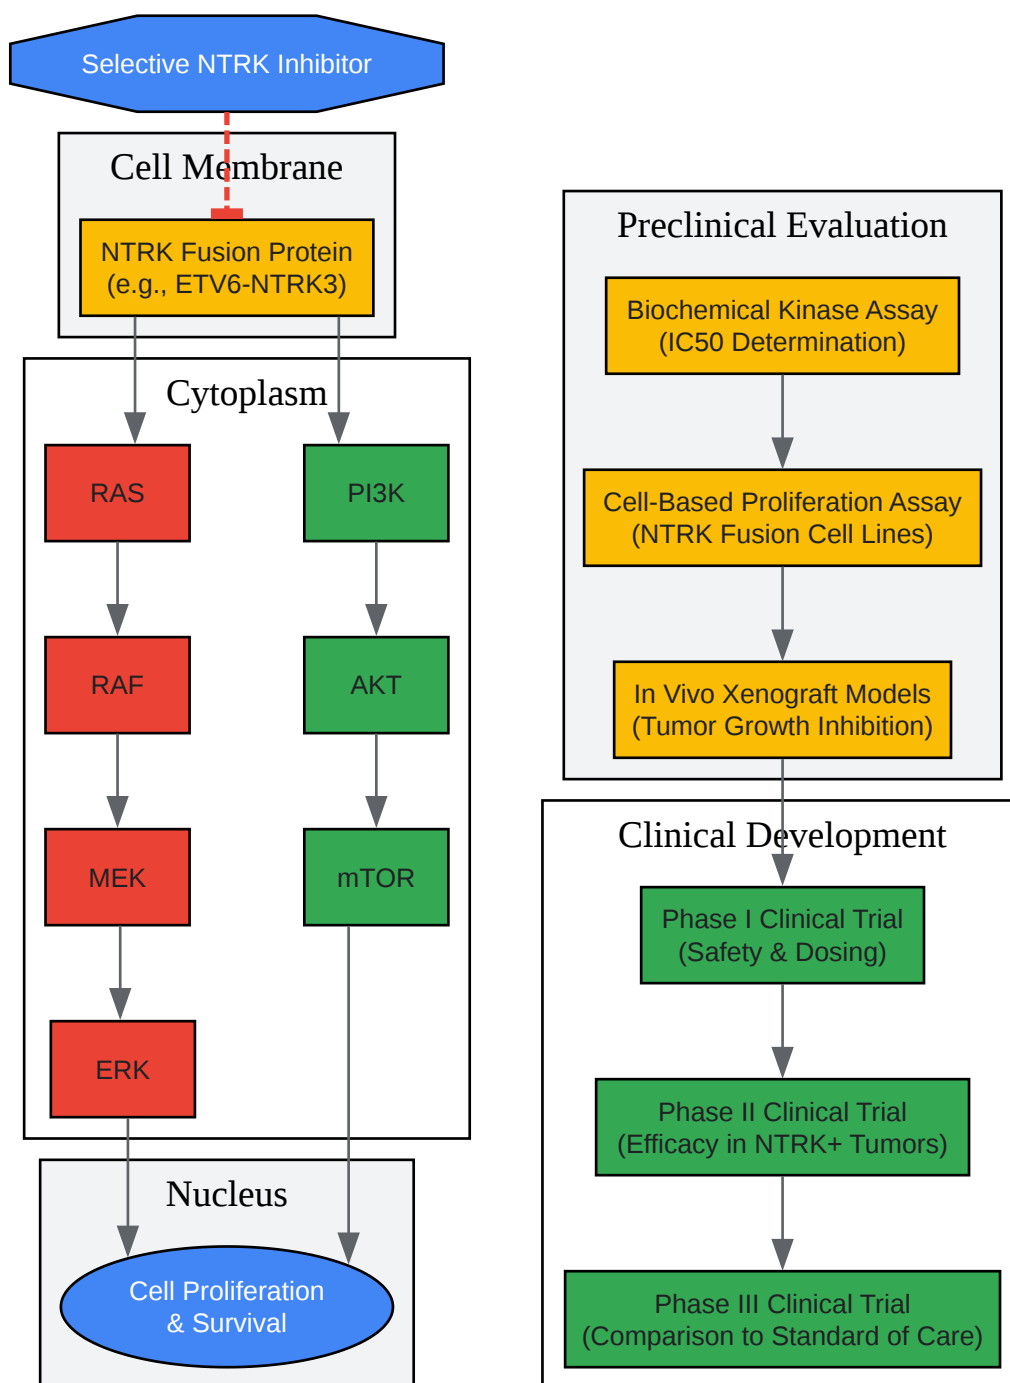 Selective NTRK Inhibitor
Cell Membrane
NTRK Fusion Protein
(e.g., ETV6-NTRK3)
Cytoplasm
RAS
PI3K
RAF
AKT
MEK
mTOR
ERK
Nucleus
Cell Proliferation
& Survival
Preclinical Evaluation
Biochemical Kinase Assay
(IC50 Determination)
Cell-Based Proliferation Assay
(NTRK Fusion Cell Lines)
In Vivo Xenograft Models
(Tumor Growth Inhibition)
Clinical Development
Phase I Clinical Trial
(Safety & Dosing)
Phase II Clinical Trial
(Efficacy in NTRK+ Tumors)
Phase III Clinical Trial
(Comparison to Standard of Care)